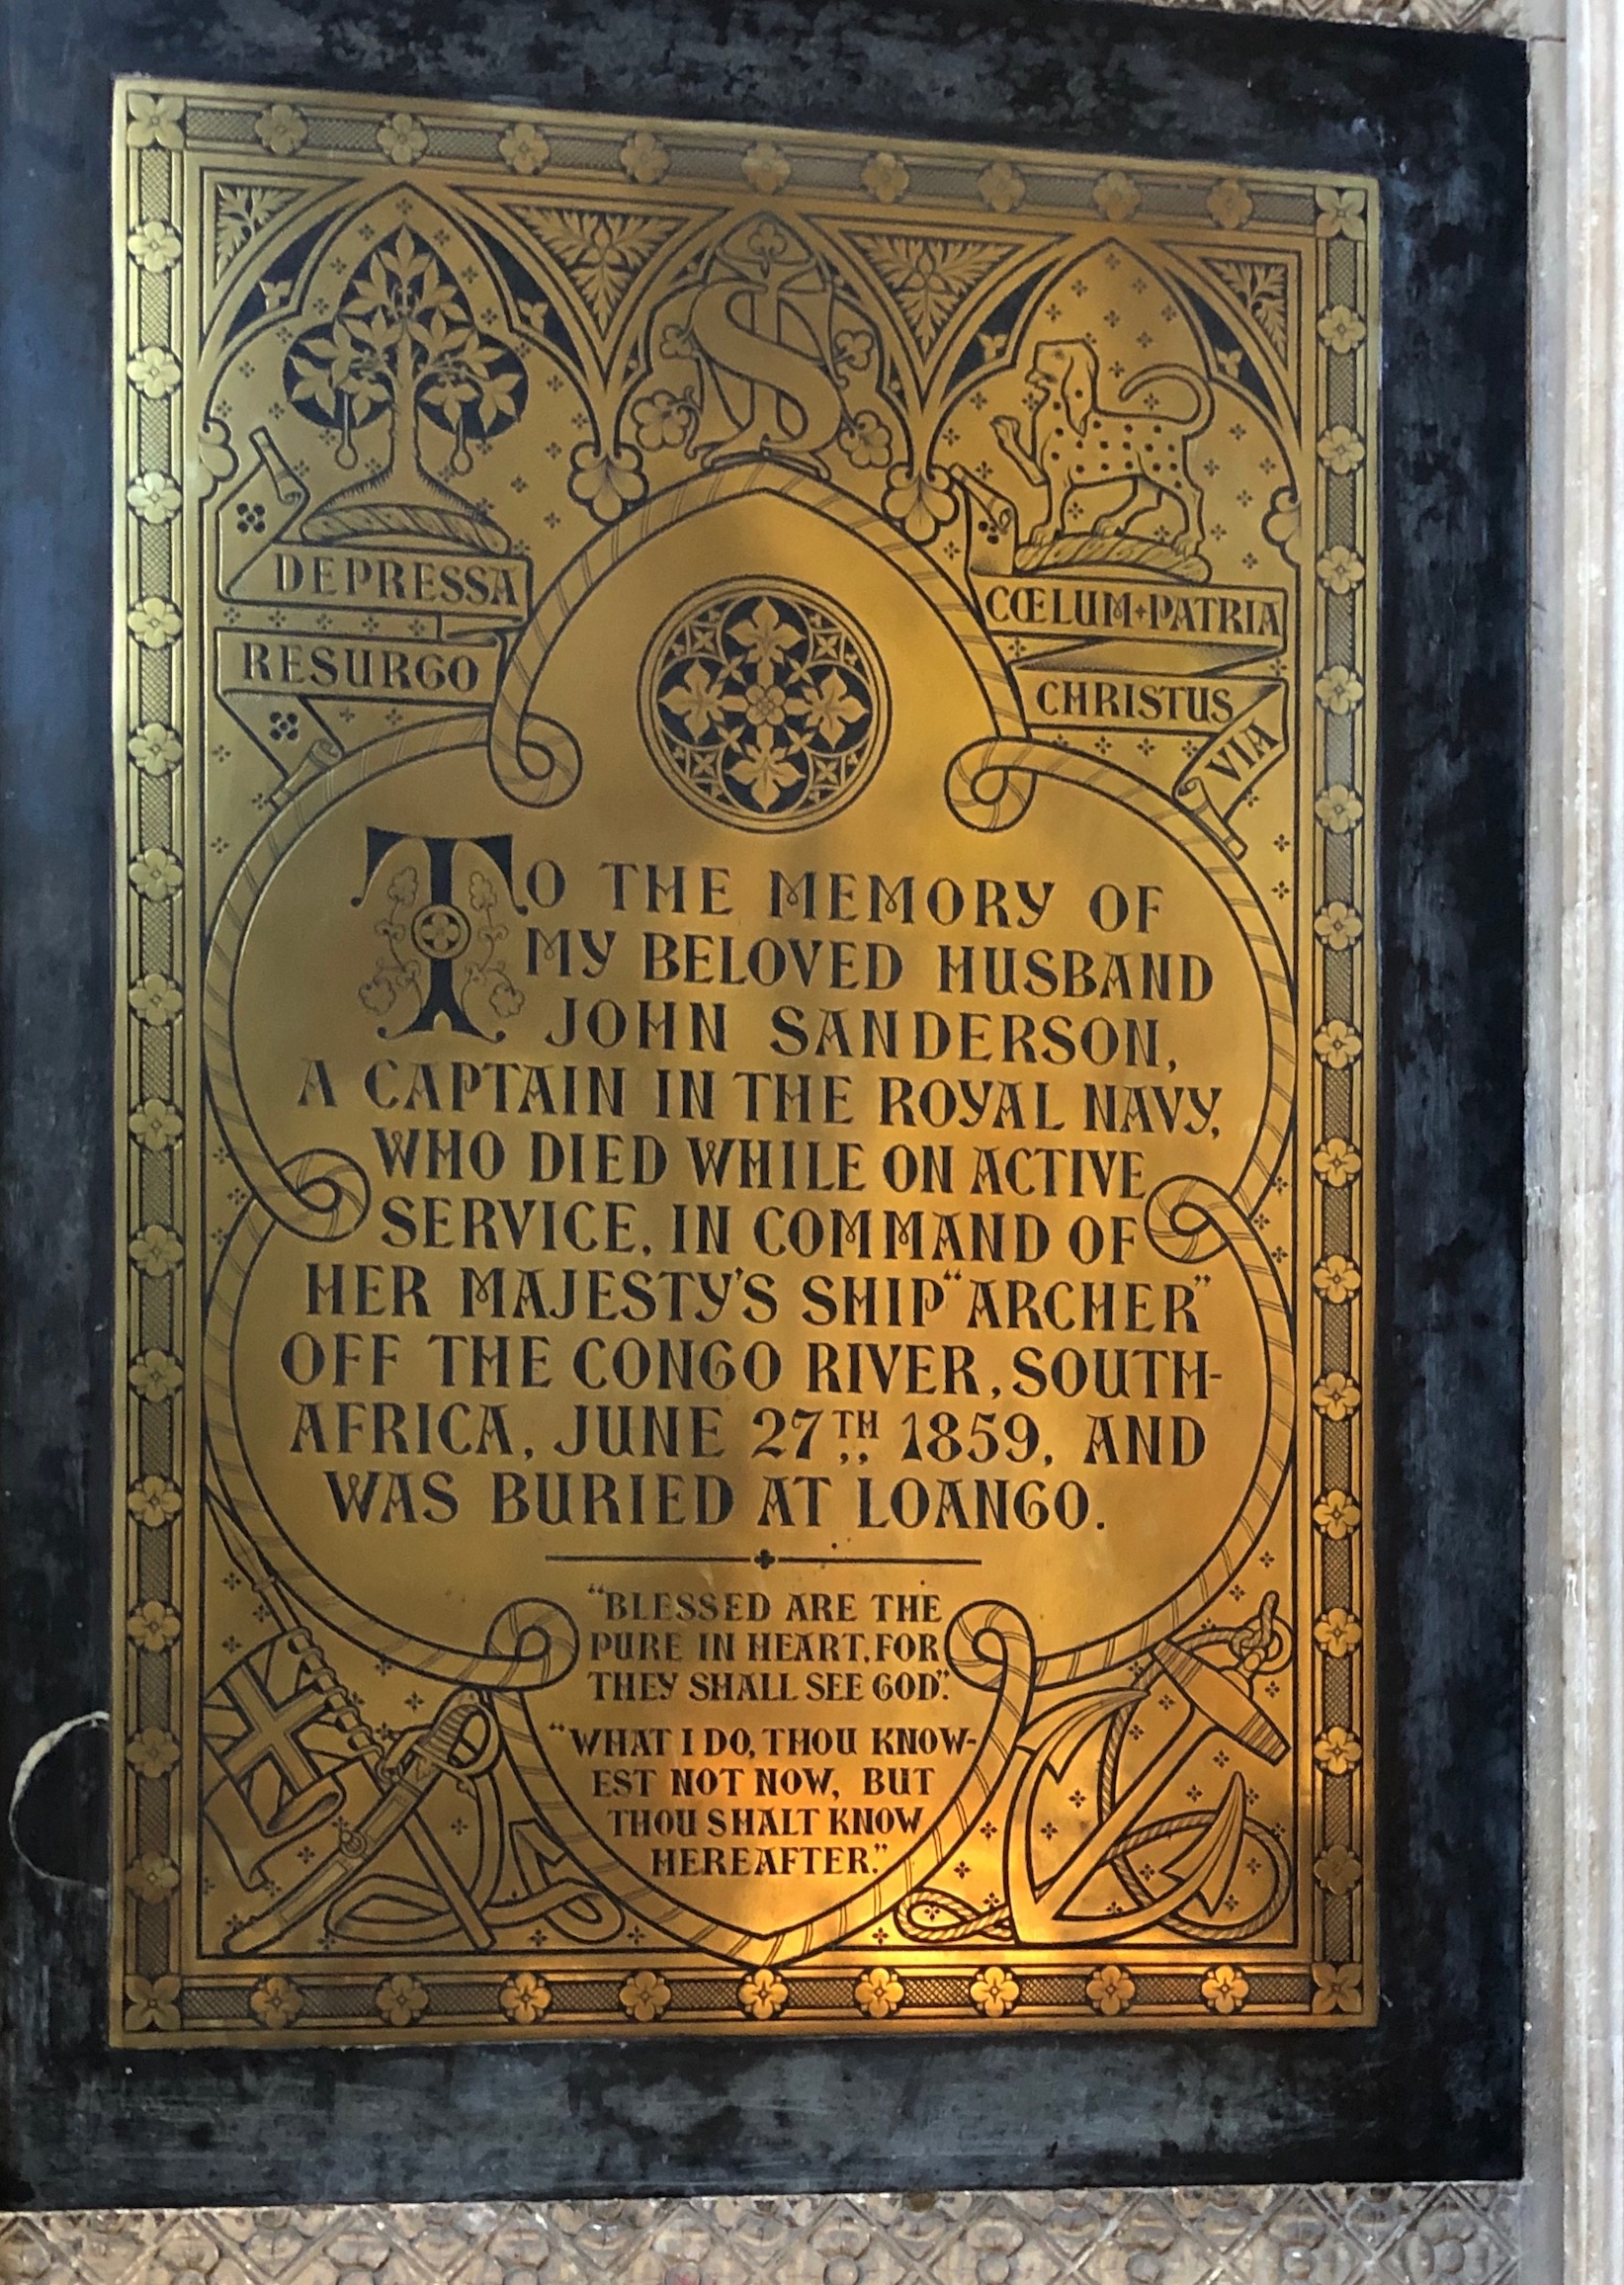 DEPRESSA
RESURGO
CŒLUM·PATRIA
CHRISTUS
VIA
TO THE MEMORY OF
MY BELOVED HUSBAND
JOHN SANDERSON,
A CAPTAIN IN THE ROYAL NAVY,
WHO DIED WHILE ON ACTIVE
SERVICE, IN COMMAND OF
HER MAJESTY'S SHIP "ARCHER"
OFF THE CONGO RIVER, SOUTH-
AFRICA, JUNE 27TH, 1859, AND
WAS BURIED AT LOANGO.
"BLESSED ARE THE
PURE IN HEART, FOR
THEY SHALL SEE GOD."
"WHAT I DO, THOU KNOW-
EST NOT NOW, BUT
THOU SHALT KNOW
HEREAFTER."